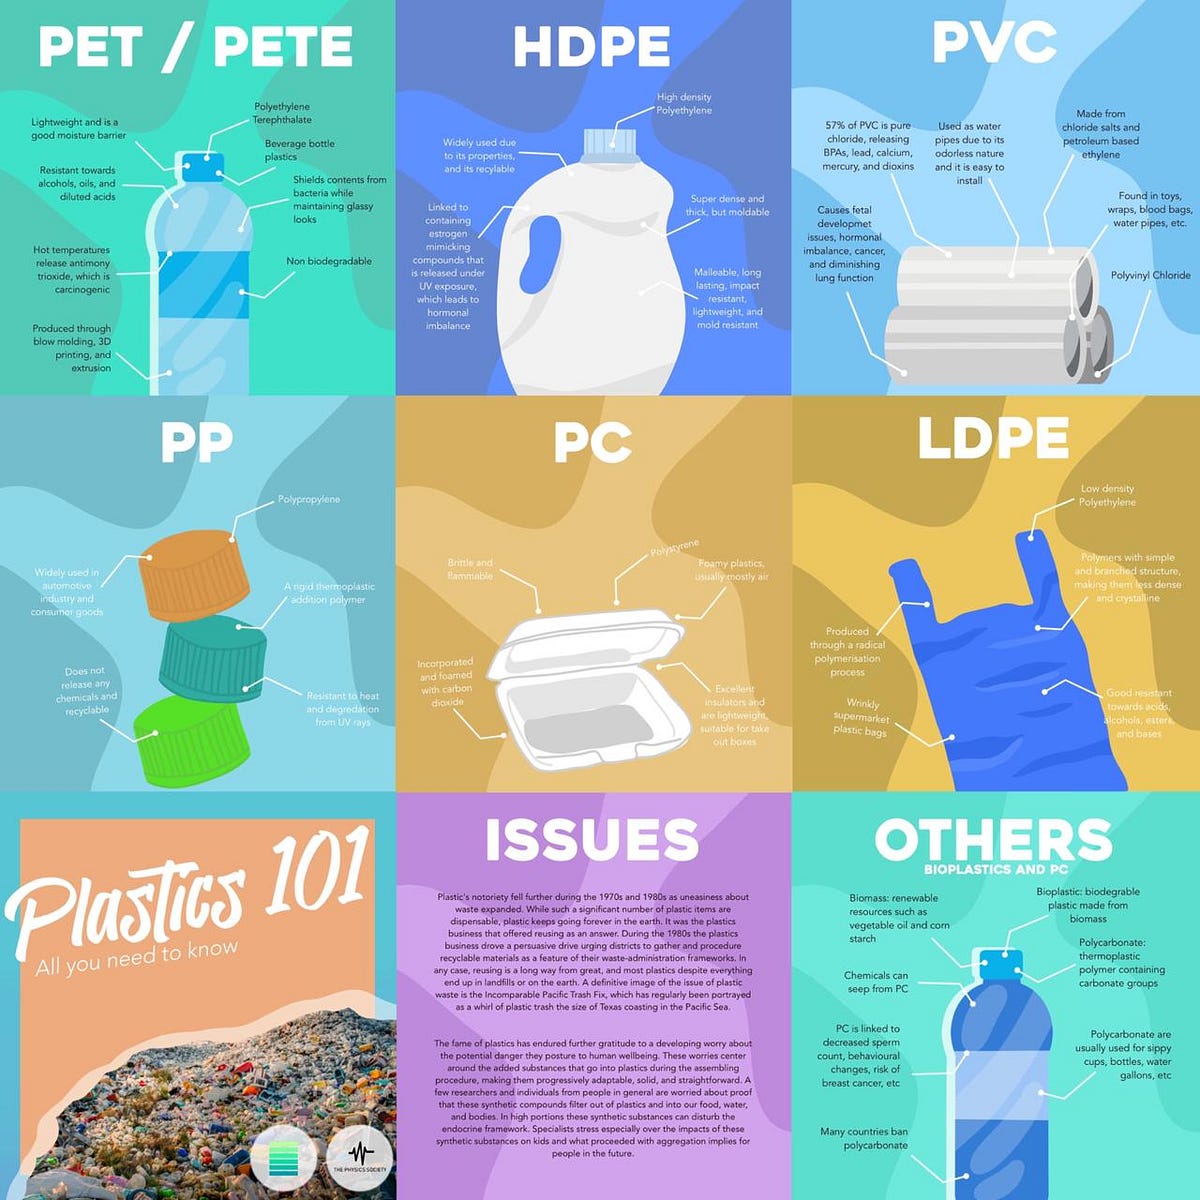 PET / PETE
Polyethylene
Terephthalate
Lightweight and is a
good moisture barrier
Beverage bottle
plastics
Resistant towards
alcohols, oils, and
diluted acids
Shields contents from
bacteria while
maintaining glassy
looks
Hot temperatures
release antimony
trioxide, which is
carcinogenic
Non biodegradable
Produced through
blow molding, 3D
printing, and
extrusion
HDPE
High density
Polyethylene
Widely used due
to its properties,
and its recylable
Linked to
containing
estrogen
mimicking
compounds that
is released under
UV exposure,
which leads to
hormonal
imbalance
Super dense and
thick, but moldable
Malleable, long
lasting, impact
resistant,
lightweight, and
mold resistant
PVC
57% of PVC is pure
chloride, releasing
BPAs, lead, calcium,
mercury, and dioxins
Used as water
pipes due to its
odorless nature
and it is easy to
install
Made from
chloride salts and
petroleum based
ethylene
Causes fetal
developmet
issues, hormonal
imbalance, cancer,
and diminishing
lung function
Found in toys,
wraps, blood bags,
water pipes, etc.
Polyvinyl Chloride
PP
Polypropylene
Widely used in
automotive
industry and
consumer goods
A rigid thermoplastic
addition polymer
Does not
release any
chemicals and
recyclable
Resistant to heat
and degredation
from UV rays
PC
Brittle and
flammable
Polystyrene
Foamy plastics,
usually mostly air
Incorporated
and foamed
with carbon
dioxide
Excellent
insulators and
are lightweight,
suitable for take
out boxes
LDPE
Low density
Polyethylene
Polymers with simple
and branched structure,
making them less dense
and crystalline
Produced
through a radical
polymerisation
process
Wrinkly
supermarket
plastic bags
Good resistant
towards acids,
alcohols, esters,
and bases
Plastics 101
All you need to know
THE PHYSICS SOCIETY
ISSUES
Plastic's notoriety fell further during the 1970s and 1980s as uneasiness about
waste expanded. While such a significant number of plastic items are
dispensable, plastic keeps going forever in the earth. It was the plastics
business that offered reusing as an answer. During the 1980s the plastics
business drove a persuasive drive urging districts to gather and procedure
recyclable materials as a feature of their waste-administration frameworks. In
any case, reusing is a long way from great, and most plastics despite everything
end up in landfills or on the earth. A definitive image of the issue of plastic
waste is the Incomparable Pacific Trash Fix, which has regularly been portrayed
as a whirl of plastic trash the size of Texas coasting in the Pacific Sea.
The fame of plastics has endured further gratitude to a developing worry about
the potential danger they posture to human wellbeing. These worries center
around the added substances that go into plastics during the assembling
procedure, making them progressively adaptable, solid, and straightforward. A
few researchers and individuals from people in general are worried about proof
that these synthetic compounds filter out of plastics and into our food, water,
and bodies. In high portions these synthetic substances can disturb the
endocrine framework. Specialists stress especially over the impacts of these
synthetic substances on kids and what proceeded with aggregation implies for
people in the future.
OTHERS
BIOPLASTICS AND PC
Biomass: renewable
resources such as
vegetable oil and corn
starch
Bioplastic: biodegrable
plastic made from
biomass
Polycarbonate:
thermoplastic
polymer containing
carbonate groups
Chemicals can
seep from PC
PC is linked to
decreased sperm
count, behavioural
changes, risk of
breast cancer, etc
Polycarbonate are
usually used for sippy
cups, bottles, water
gallons, etc
Many countries ban
polycarbonate